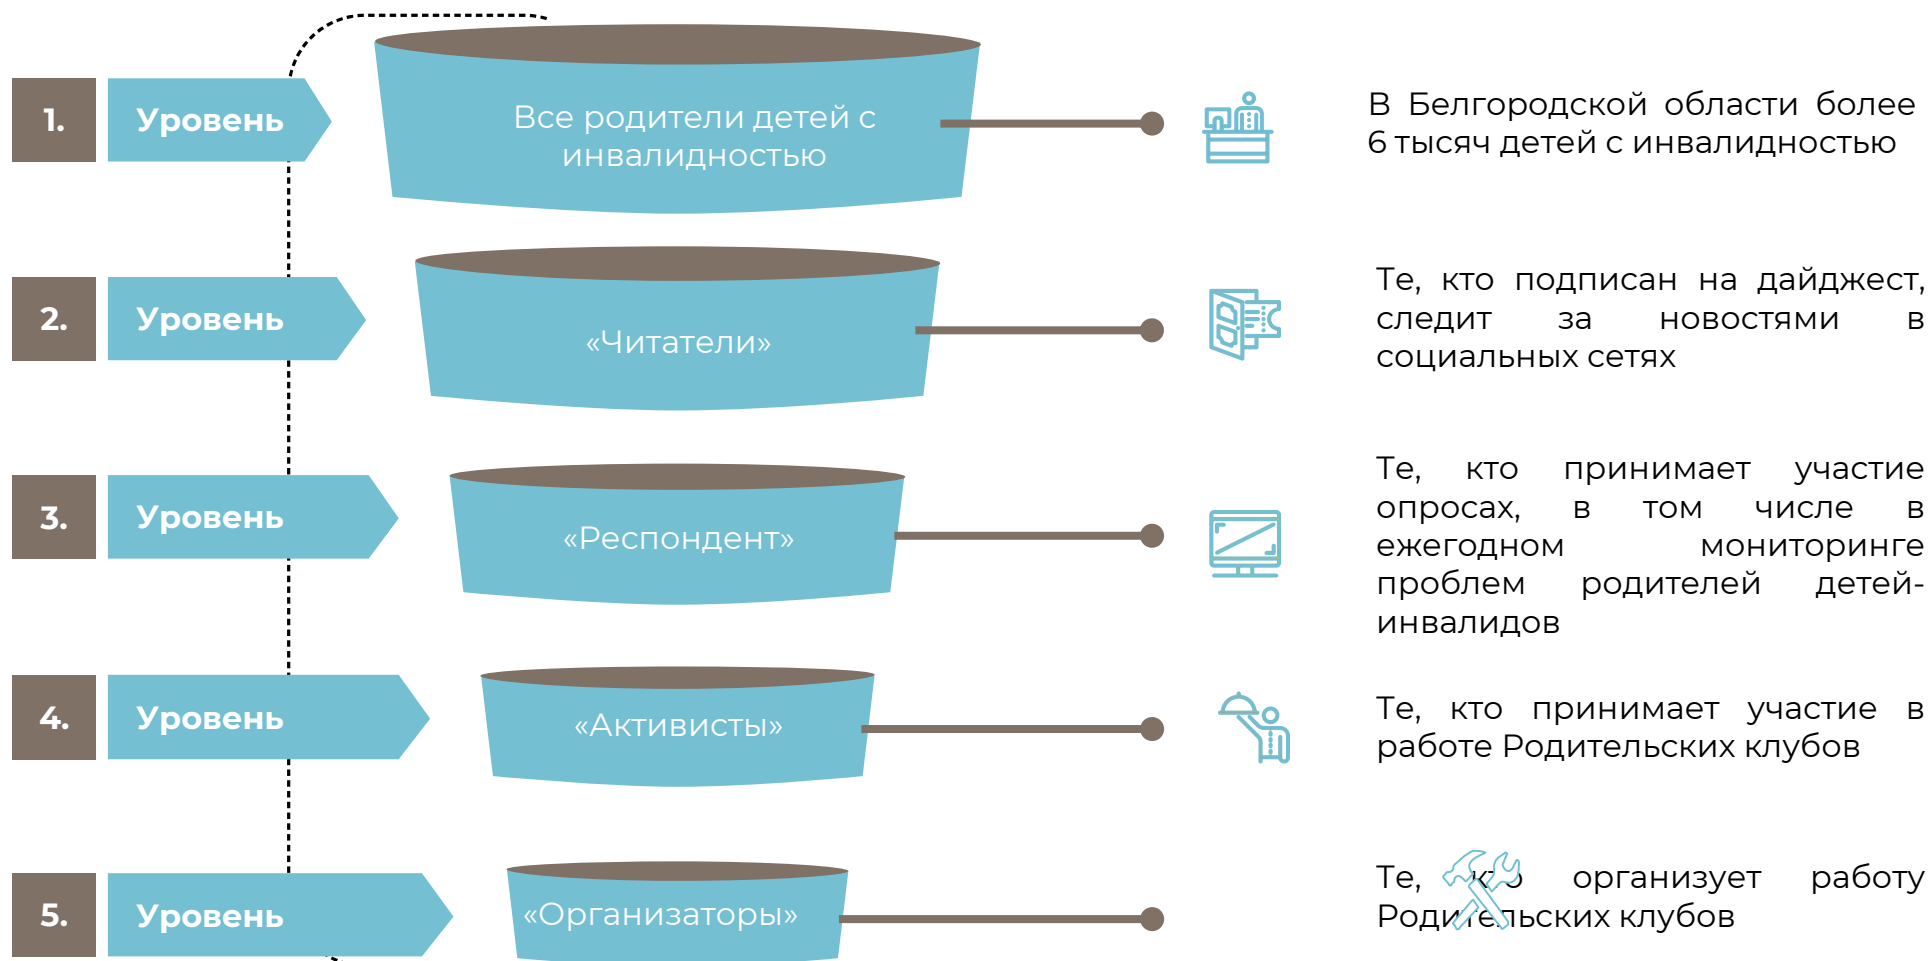 1.
Уровень
Все родители детей с
инвалидностью
В Белгородской области более
6 тысяч детей с инвалидностью
2.
Уровень
«Читатели»
Те, кто подписан на дайджест,
следит за новостями в
социальных сетях
3.
Уровень
«Респондент»
Те, кто принимает участие
опросах, в том числе в
ежегодном мониторинге
проблем родителей детей-
инвалидов
4.
Уровень
«Активисты»
Те, кто принимает участие в
работе Родительских клубов
5.
Уровень
«Организаторы»
Те, кто организует работу
Родительских клубов